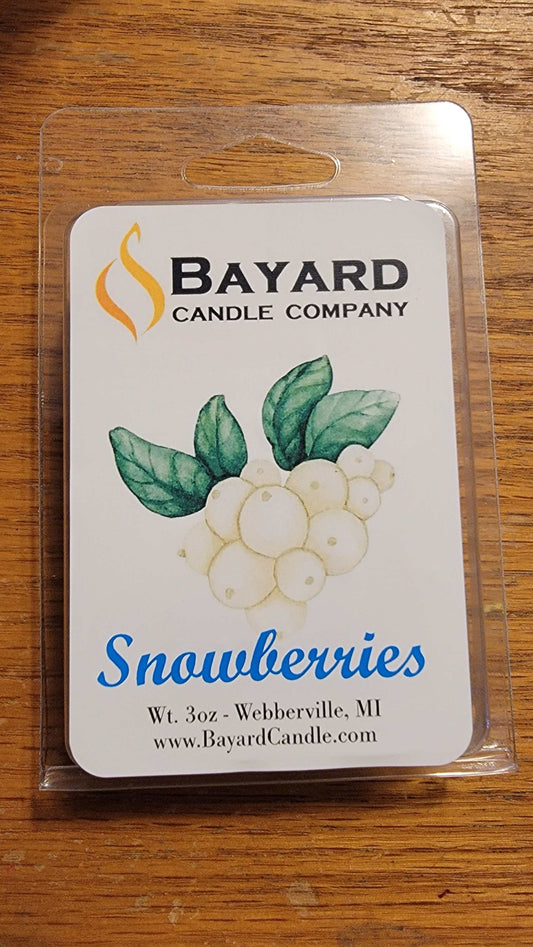 BAYARD
CANDLE COMPANY
Snowberries
Wt. 3oz - Webberville, MI
www.BayardCandle.com